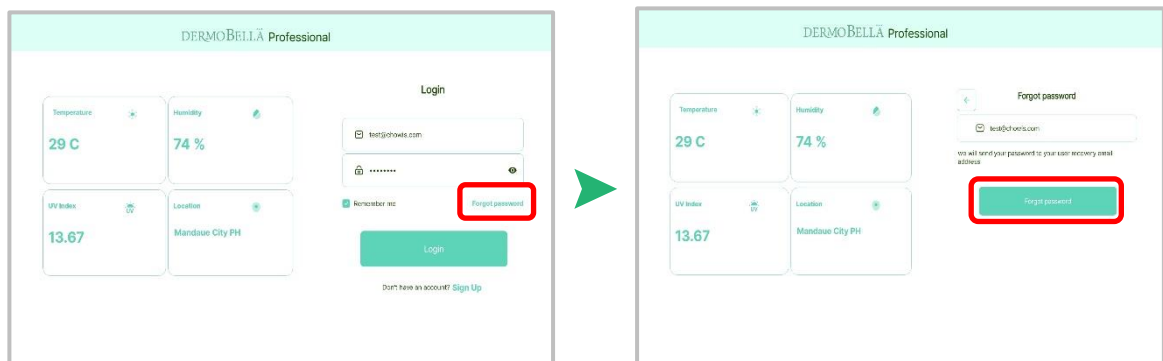 DERMOBELLÄ Professional
Login
Temperature
Humidity
29 C
74 %
test@chowis.com
UV Index
UV
Location
Remember me
Forgot password
13.67
Mandaue City PH
Login
Don't have an account? Sign Up
DERMOBELLÄ Professional
Forgot password
Temperature
Humidity
29 C
74 %
test@chowis.com
we will send your password to your user recovery email
address
UV Index
UV
Location
Forgot password
13.67
Mandaue City PH